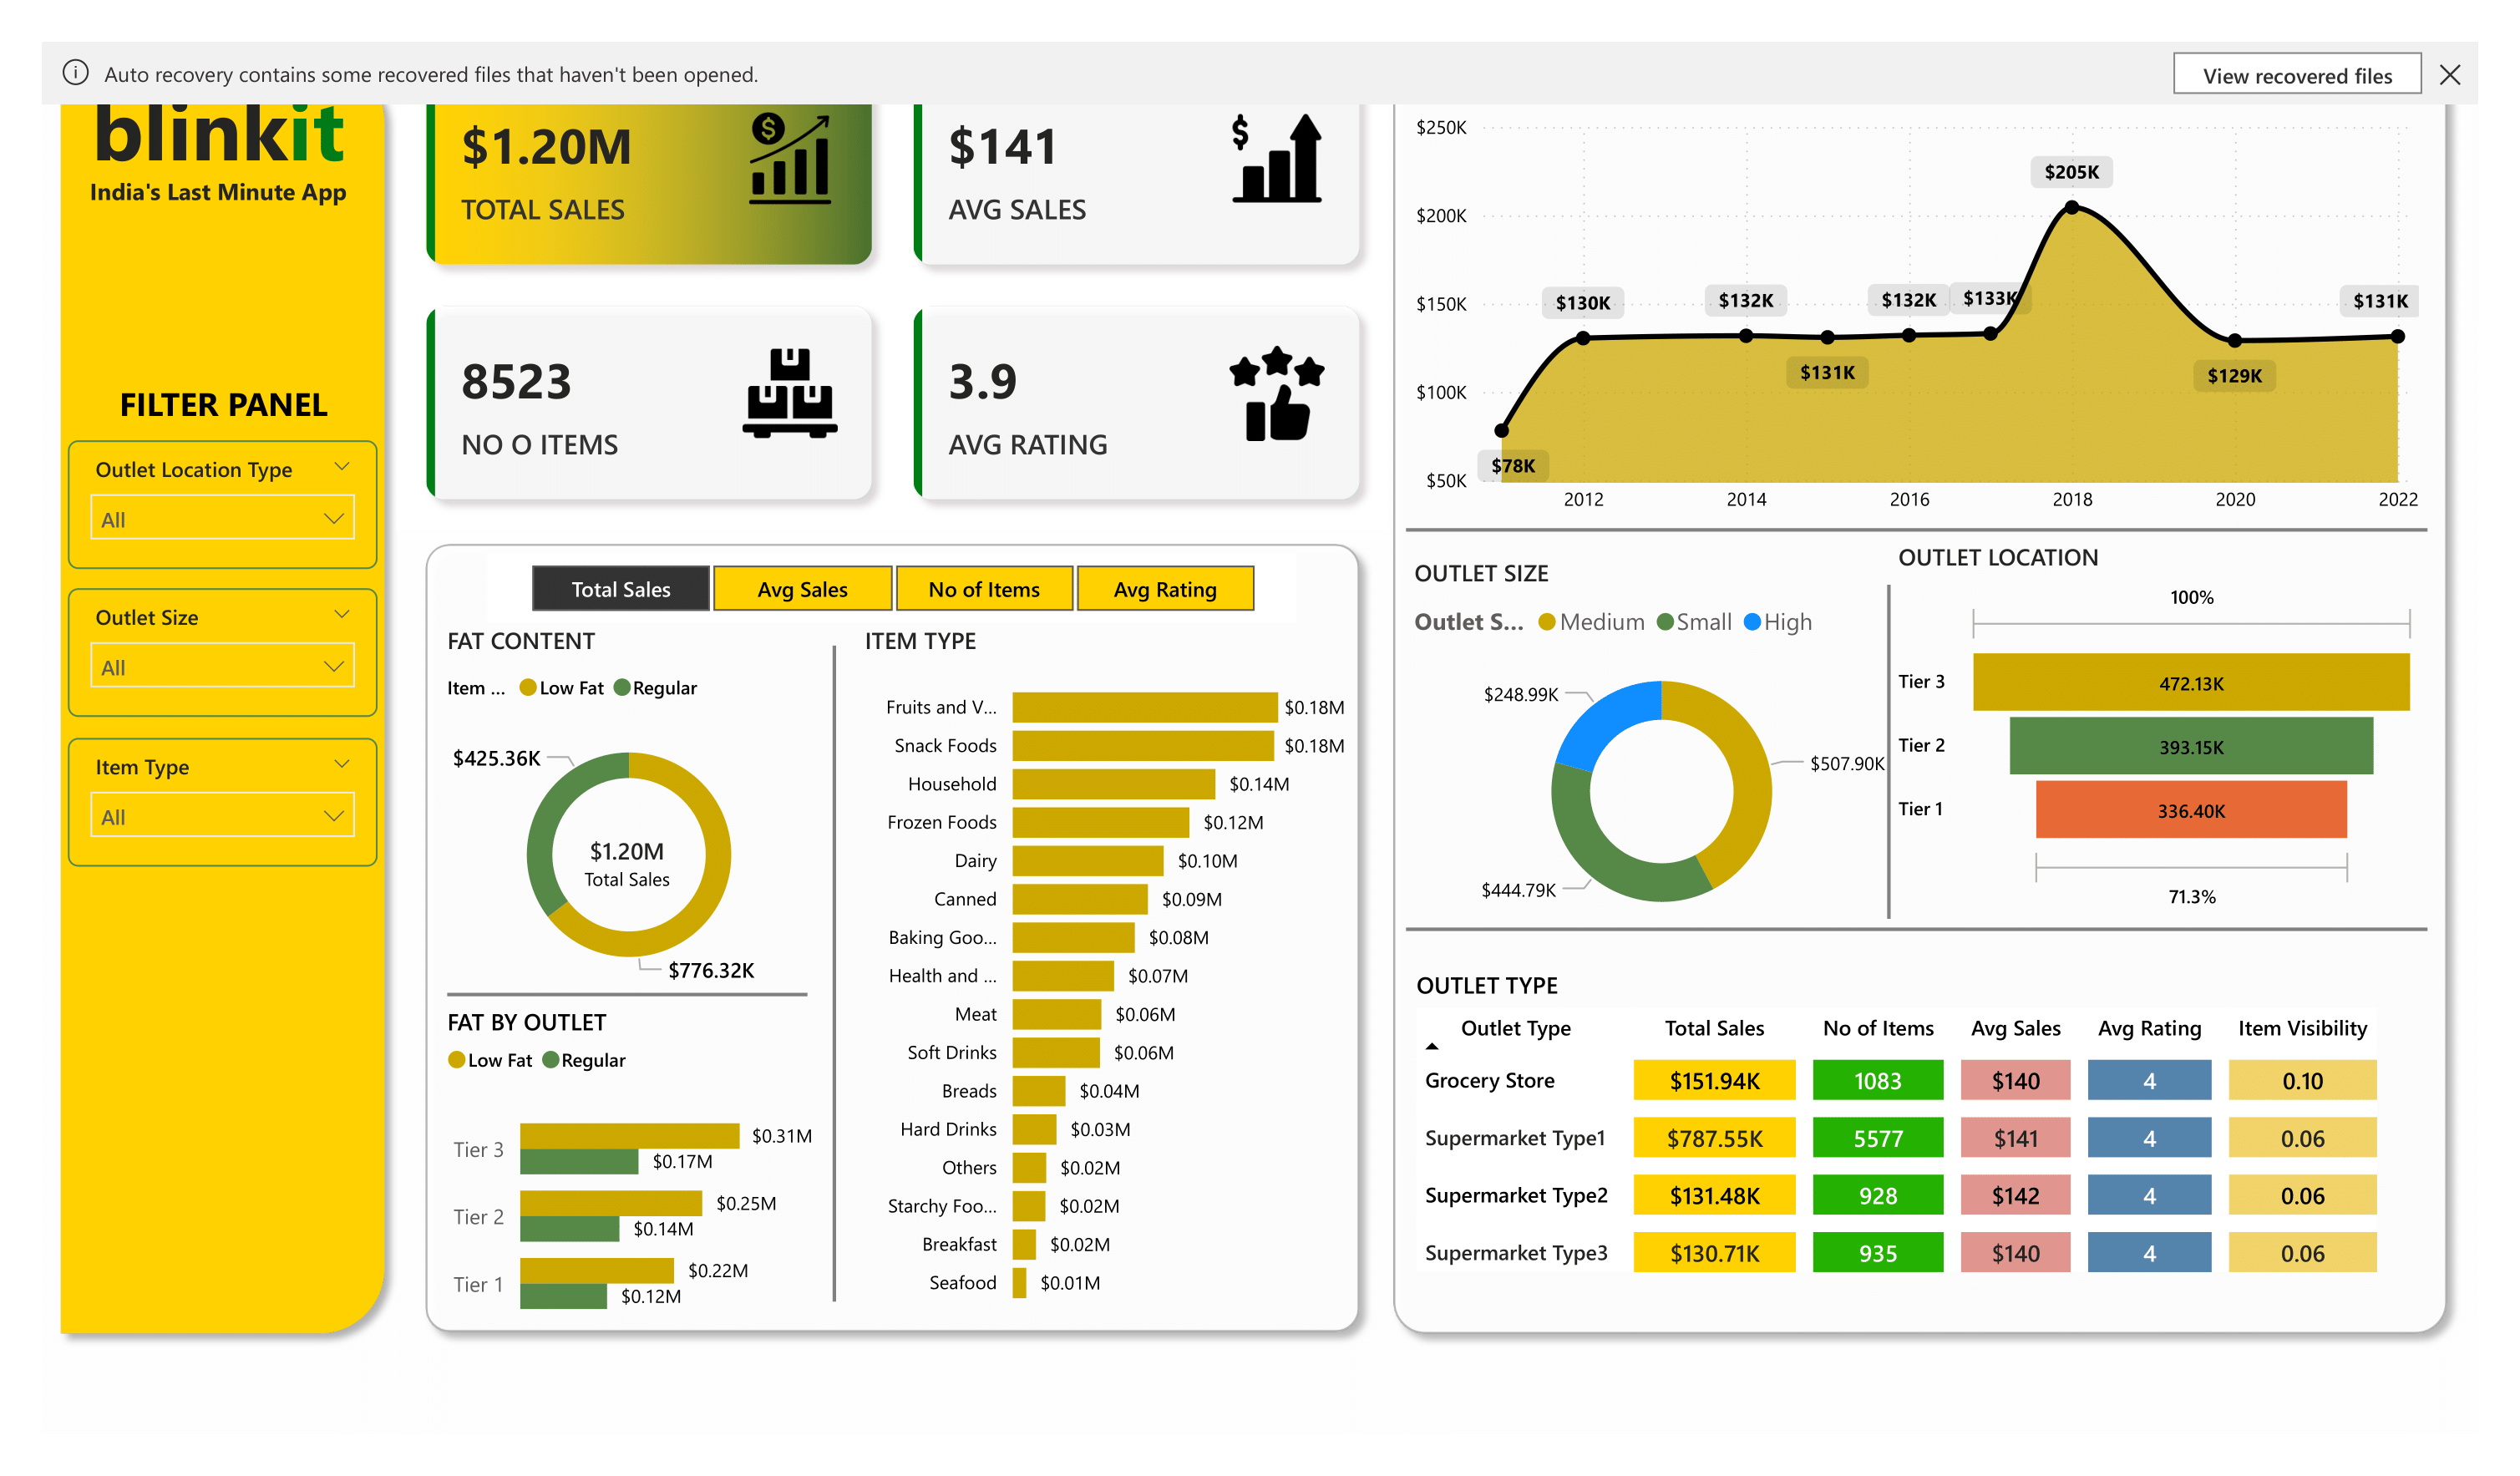 Auto recovery contains some recovered files that haven't been opened.
View recovered files
blinkit
India's Last Minute App
FILTER PANEL
Outlet Location Type
All
Outlet Size
All
Item Type
All
$1.20M
TOTAL SALES
$141
AVG SALES
8523
NO O ITEMS
3.9
AVG RATING
Total Sales
Avg Sales
No of Items
Avg Rating
FAT CONTENT
Item ... Low Fat Regular
$425.36K
$1.20M
Total Sales
$776.32K
FAT BY OUTLET
Low Fat Regular
Tier 3 $0.31M
$0.17M
Tier 2 $0.25M
$0.14M
Tier 1 $0.22M
$0.12M
ITEM TYPE
Fruits and V... $0.18M
Snack Foods $0.18M
Household $0.14M
Frozen Foods $0.12M
Dairy $0.10M
Canned $0.09M
Baking Goo... $0.08M
Health and ... $0.07M
Meat $0.06M
Soft Drinks $0.06M
Breads $0.04M
Hard Drinks $0.03M
Others $0.02M
Starchy Foo... $0.02M
Breakfast $0.02M
Seafood $0.01M
$250K
$200K
$150K
$100K
$50K
$78K
$130K
$132K
$131K
$132K
$133K
$205K
$129K
$131K
2012 2014 2016 2018 2020 2022
OUTLET SIZE
Outlet S... Medium Small High
$248.99K
$507.90K
$444.79K
OUTLET LOCATION
100%
Tier 3 472.13K
Tier 2 393.15K
Tier 1 336.40K
71.3%
OUTLET TYPE
Outlet Type Total Sales No of Items Avg Sales Avg Rating Item Visibility
Grocery Store $151.94K 1083 $140 4 0.10
Supermarket Type1 $787.55K 5577 $141 4 0.06
Supermarket Type2 $131.48K 928 $142 4 0.06
Supermarket Type3 $130.71K 935 $140 4 0.06